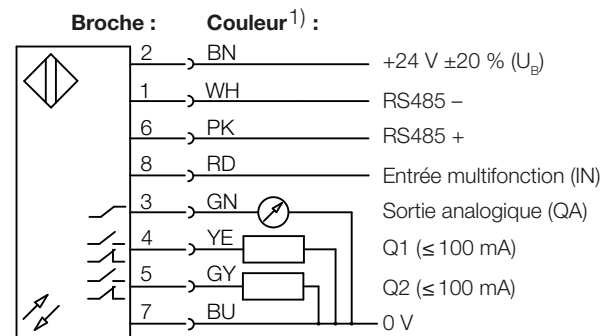 Broche : Couleur 1) :
2 BN +24 V ±20 % (UB)
1 WH RS485 –
6 PK RS485 +
8 RD Entrée multifonction (IN)
3 GN Sortie analogique (QA)
4 YE Q1 (≤ 100 mA)
5 GY Q2 (≤ 100 mA)
7 BU 0 V